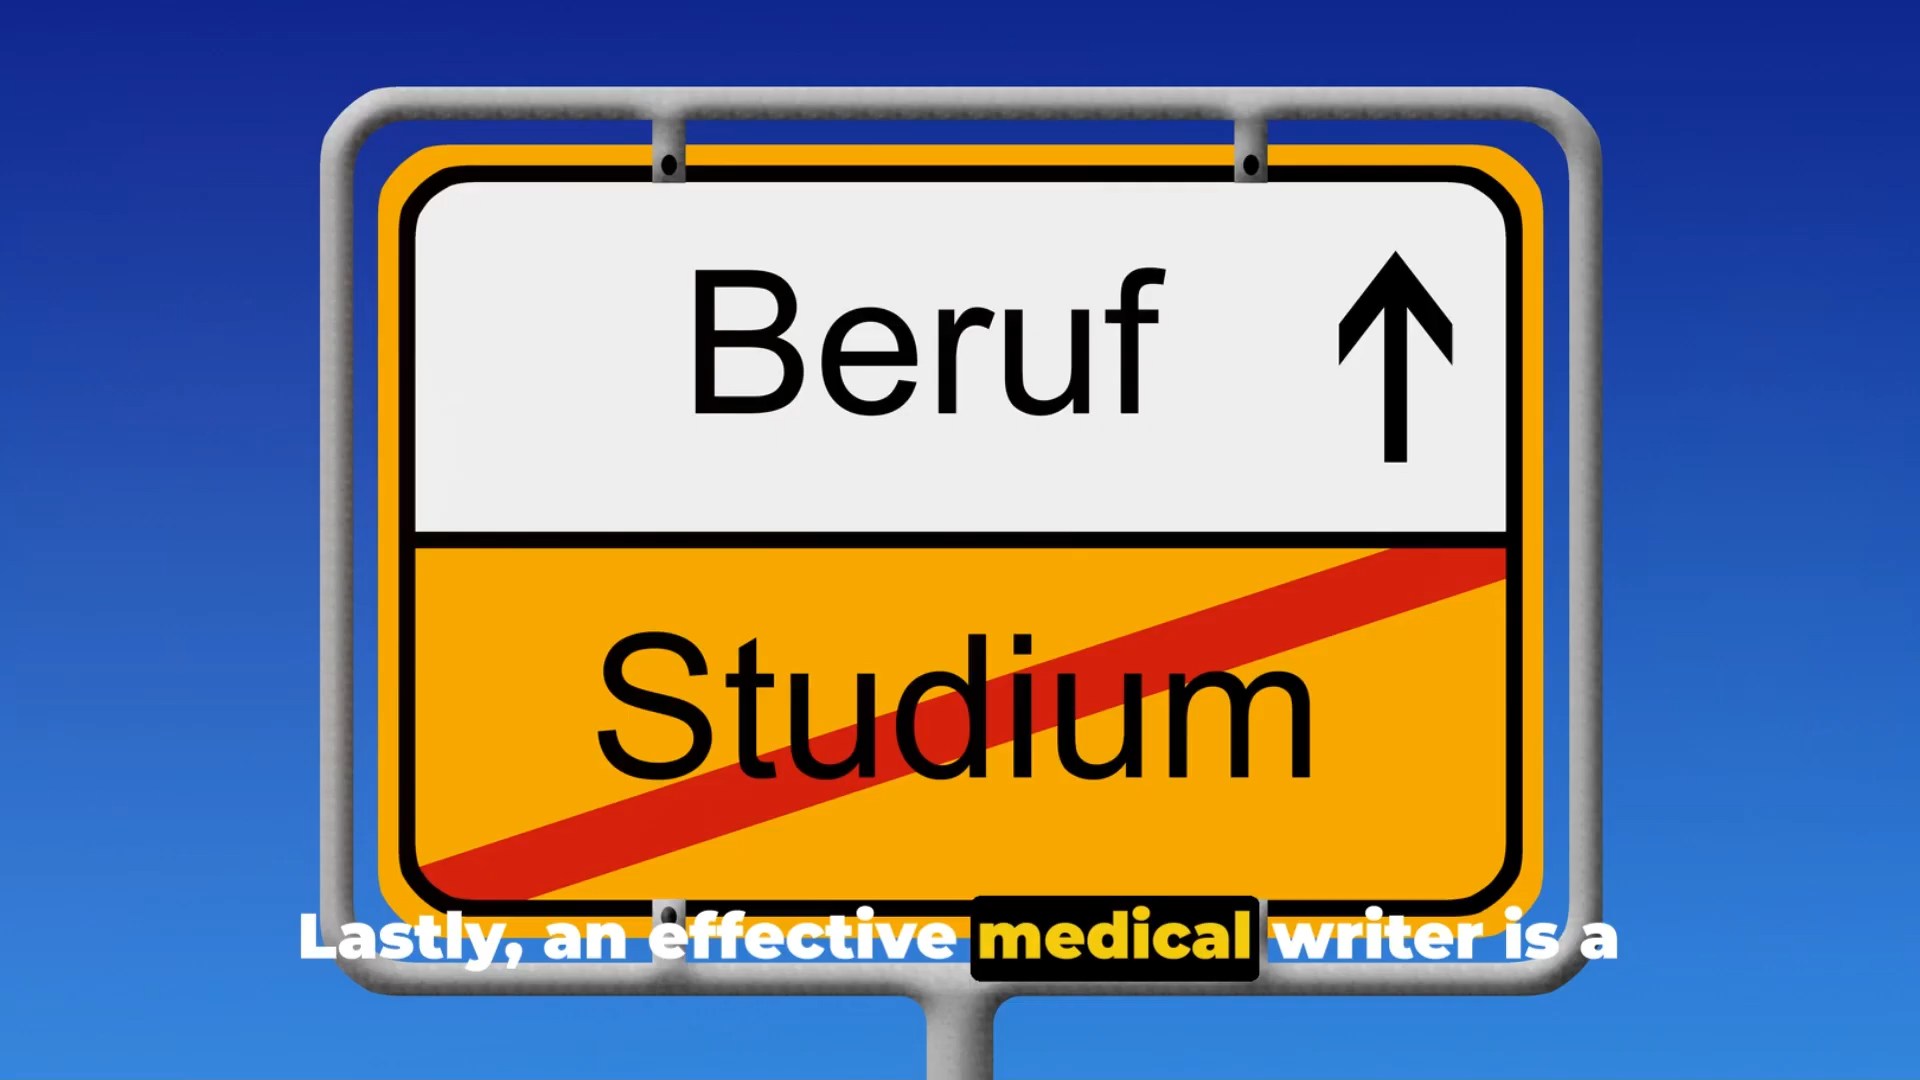 Beruf
Studium
Lastly, an effective medical writer is a